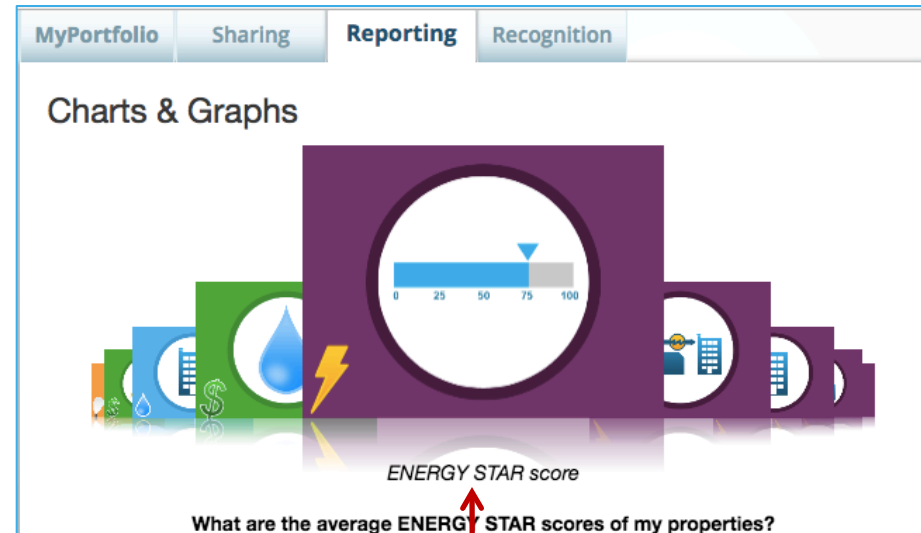 MyPortfolio Sharing Reporting Recognition
Charts & Graphs
0 25 50 75 100
$ $
ENERGY STAR score
What are the average ENERGY STAR scores of my properties?